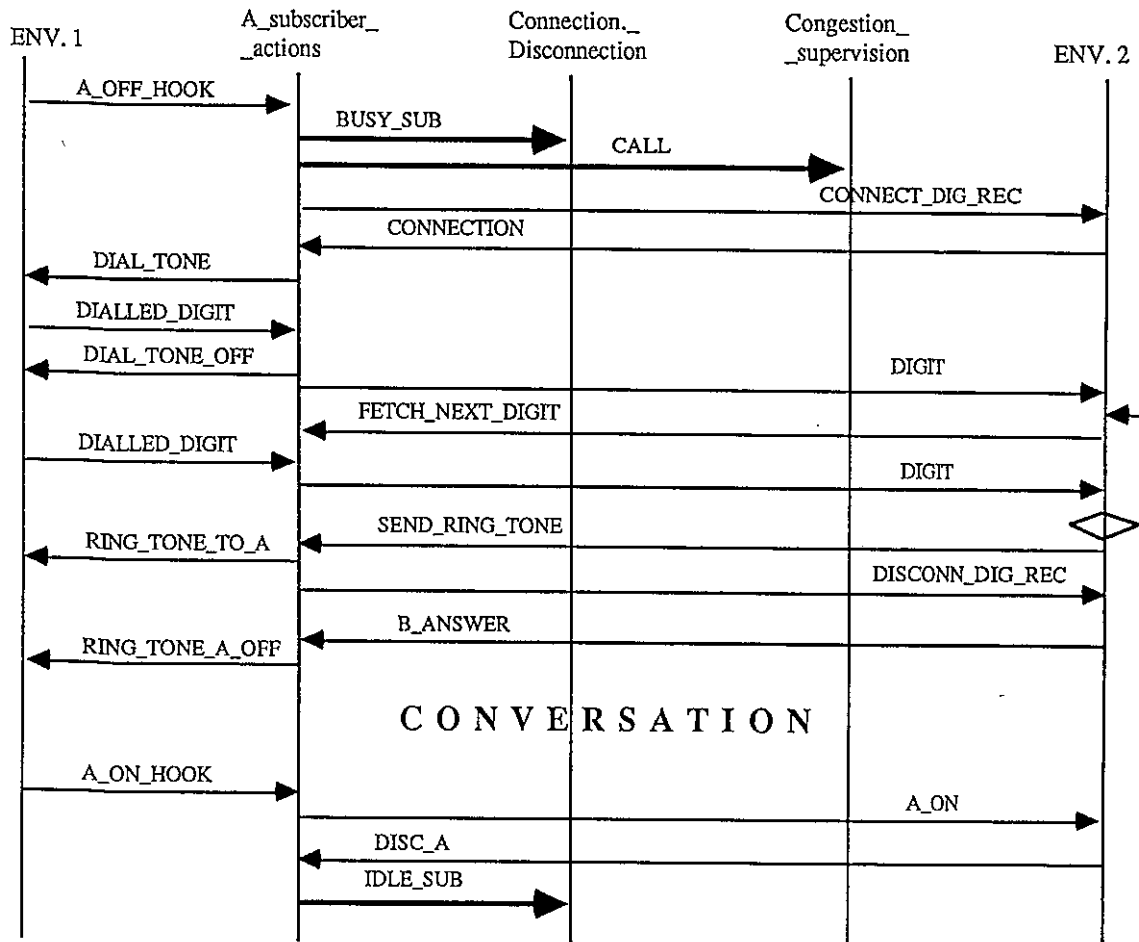 ENV. 1
A_subscriber_
_actions
Connection._
Disconnection
Congestion_
_supervision
ENV. 2
A_OFF_HOOK
BUSY_SUB
CALL
CONNECT_DIG_REC
CONNECTION
DIAL_TONE
DIALLED_DIGIT
DIAL_TONE_OFF
DIGIT
FETCH_NEXT_DIGIT
DIALLED_DIGIT
DIGIT
SEND_RING_TONE
RING_TONE_TO_A
DISCONN_DIG_REC
B_ANSWER
RING_TONE_A_OFF
CONVERSATION
A_ON_HOOK
A_ON
DISC_A
IDLE_SUB